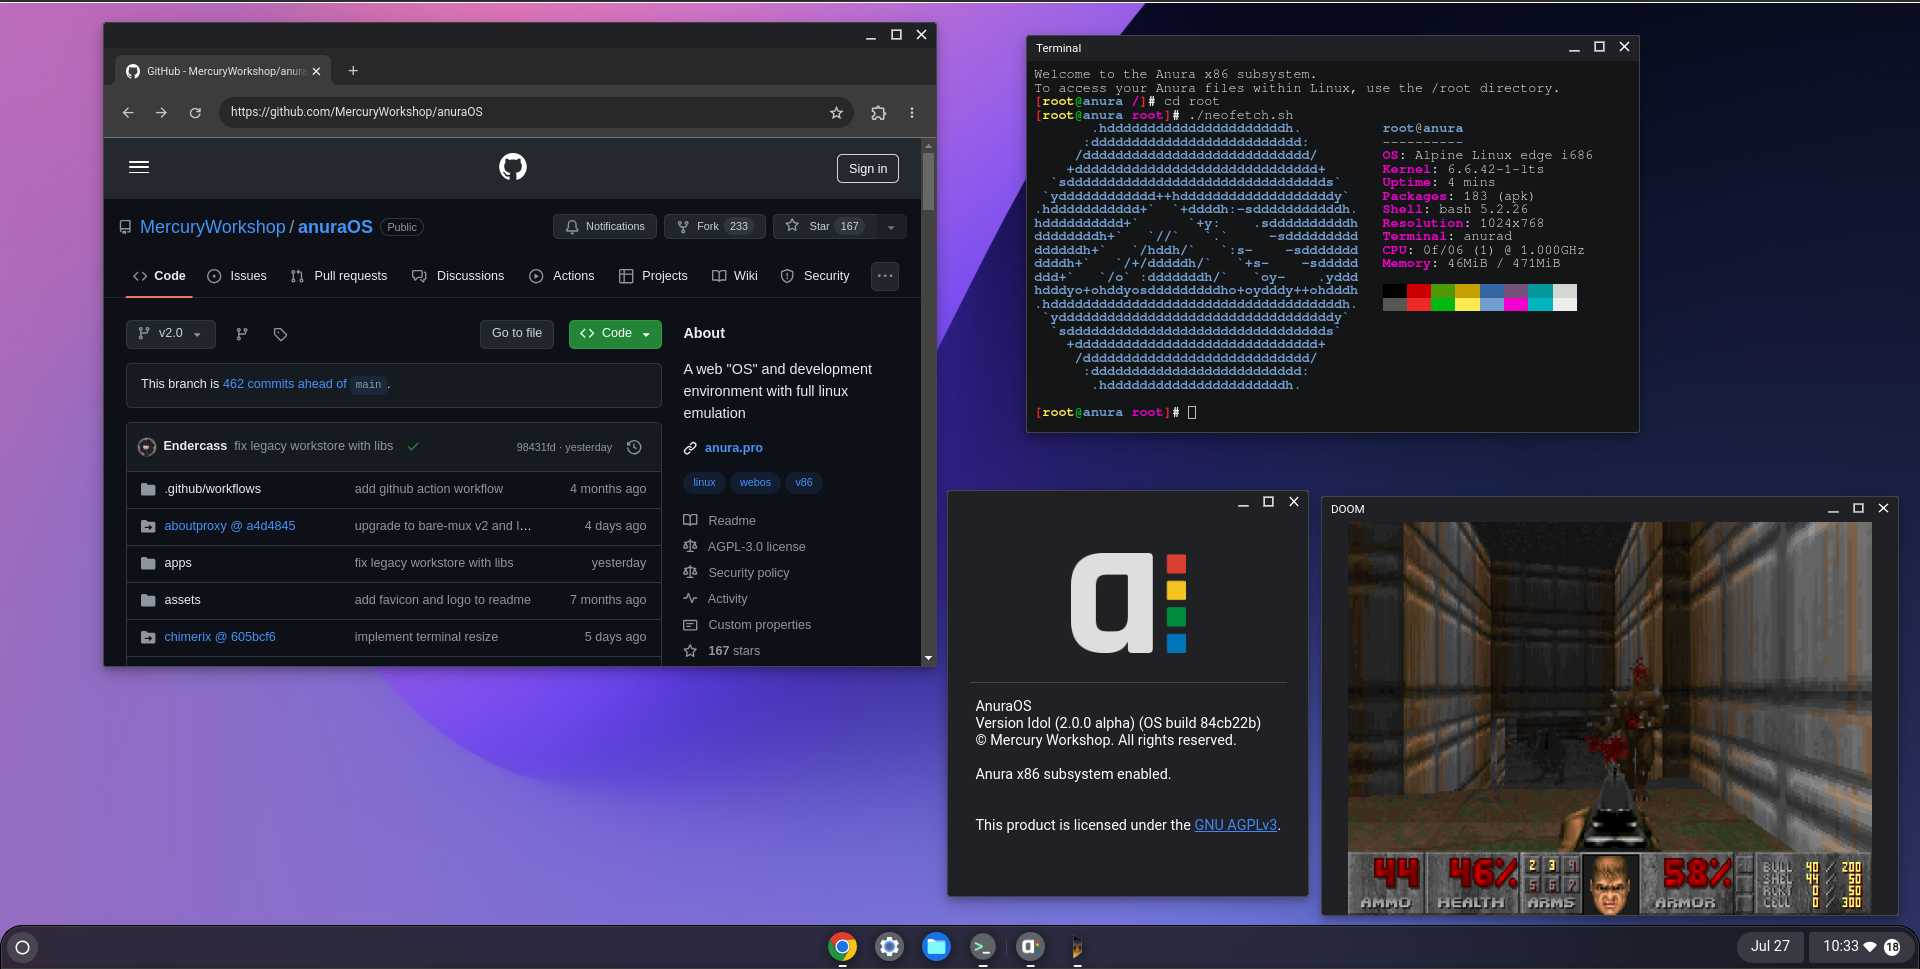 GitHub - MercuryWorkshop/anura
https://github.com/MercuryWorkshop/anuraOS
Sign in
MercuryWorkshop / anuraOS Public
Notifications
Fork 233
Star 167
Code Issues Pull requests Discussions Actions Projects Wiki Security
v2.0
Go to file
Code
This branch is 462 commits ahead of main .
Endercass fix legacy workstore with libs 98431fd · yesterday
.github/workflows add github action workflow 4 months ago
aboutproxy @ a4d4845 upgrade to bare-mux v2 and l… 4 days ago
apps fix legacy workstore with libs yesterday
assets add favicon and logo to readme 7 months ago
chimerix @ 605bcf6 implement terminal resize 5 days ago
About
A web "OS" and development
environment with full linux
emulation
anura.pro
linux webos v86
Readme
AGPL-3.0 license
Security policy
Activity
Custom properties
167 stars
Terminal
Welcome to the Anura x86 subsystem.
To access your Anura files within Linux, use the /root directory.
[root@anura /]# cd root
[root@anura root]# ./neofetch.sh
root@anura
----------
OS: Alpine Linux edge i686
Kernel: 6.6.42-1-lts
Uptime: 4 mins
Packages: 183 (apk)
Shell: bash 5.2.26
Resolution: 1024x768
Terminal: anurad
CPU: 0f/06 (1) @ 1.000GHz
Memory: 46MiB / 471MiB
[root@anura root]#
a
AnuraOS
Version Idol (2.0.0 alpha) (OS build 84cb22b)
© Mercury Workshop. All rights reserved.
Anura x86 subsystem enabled.
This product is licensed under the GNU AGPLv3.
DOOM
44 46% 2 3 4 58%
5 6 7
AMMO HEALTH ARMS ARMOR
BULL 40 / 200
SHEL 44 / 50
RCKT 0 / 50
CELL 0 / 300
Jul 27
10:33 18